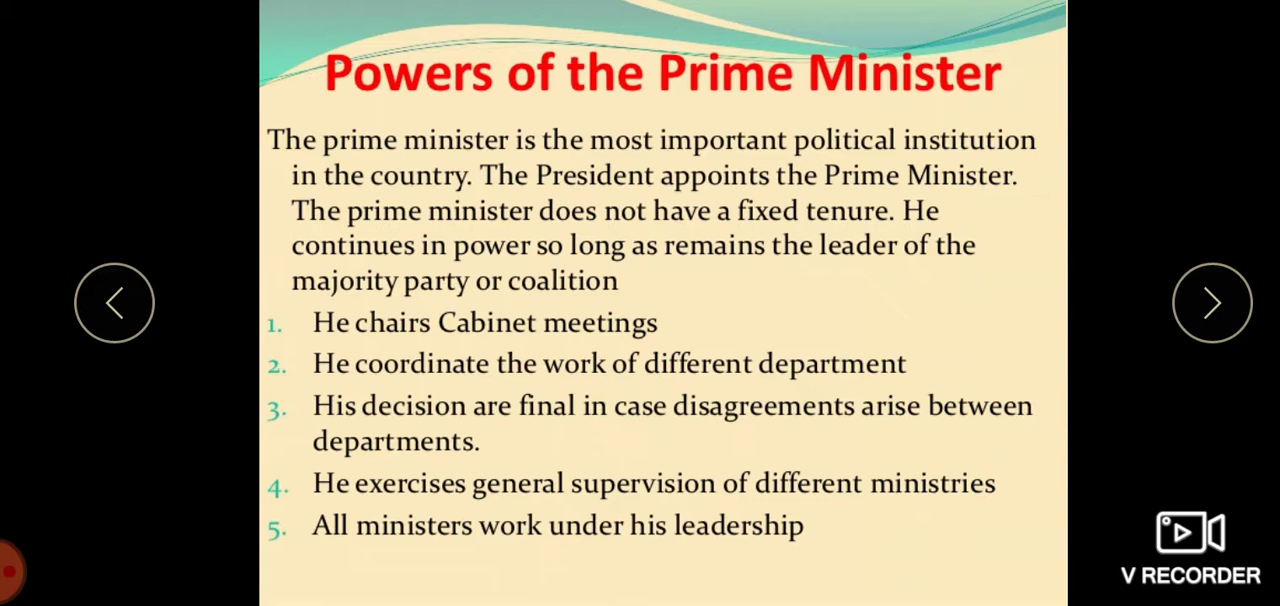 Powers of the Prime Minister
The prime minister is the most important political institution
in the country. The President appoints the Prime Minister.
The prime minister does not have a fixed tenure. He
continues in power so long as remains the leader of the
majority party or coalition
1. He chairs Cabinet meetings
2. He coordinate the work of different department
3. His decision are final in case disagreements arise between
departments.
4. He exercises general supervision of different ministries
5. All ministers work under his leadership
V RECORDER